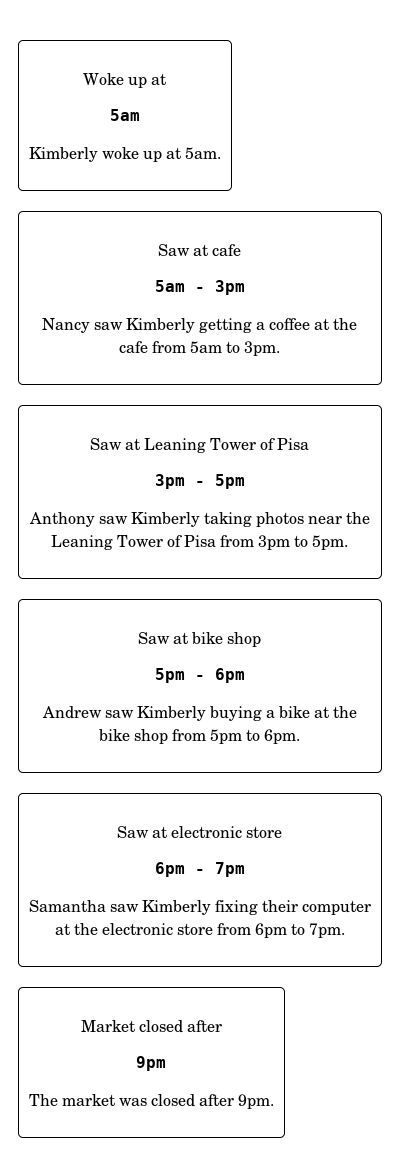 Woke up at
5am
Kimberly woke up at 5am.
Saw at cafe
5am - 3pm
Nancy saw Kimberly getting a coffee at the
cafe from 5am to 3pm.
Saw at Leaning Tower of Pisa
3pm - 5pm
Anthony saw Kimberly taking photos near the
Leaning Tower of Pisa from 3pm to 5pm.
Saw at bike shop
5pm - 6pm
Andrew saw Kimberly buying a bike at the
bike shop from 5pm to 6pm.
Saw at electronic store
6pm - 7pm
Samantha saw Kimberly fixing their computer
at the electronic store from 6pm to 7pm.
Market closed after
9pm
The market was closed after 9pm.